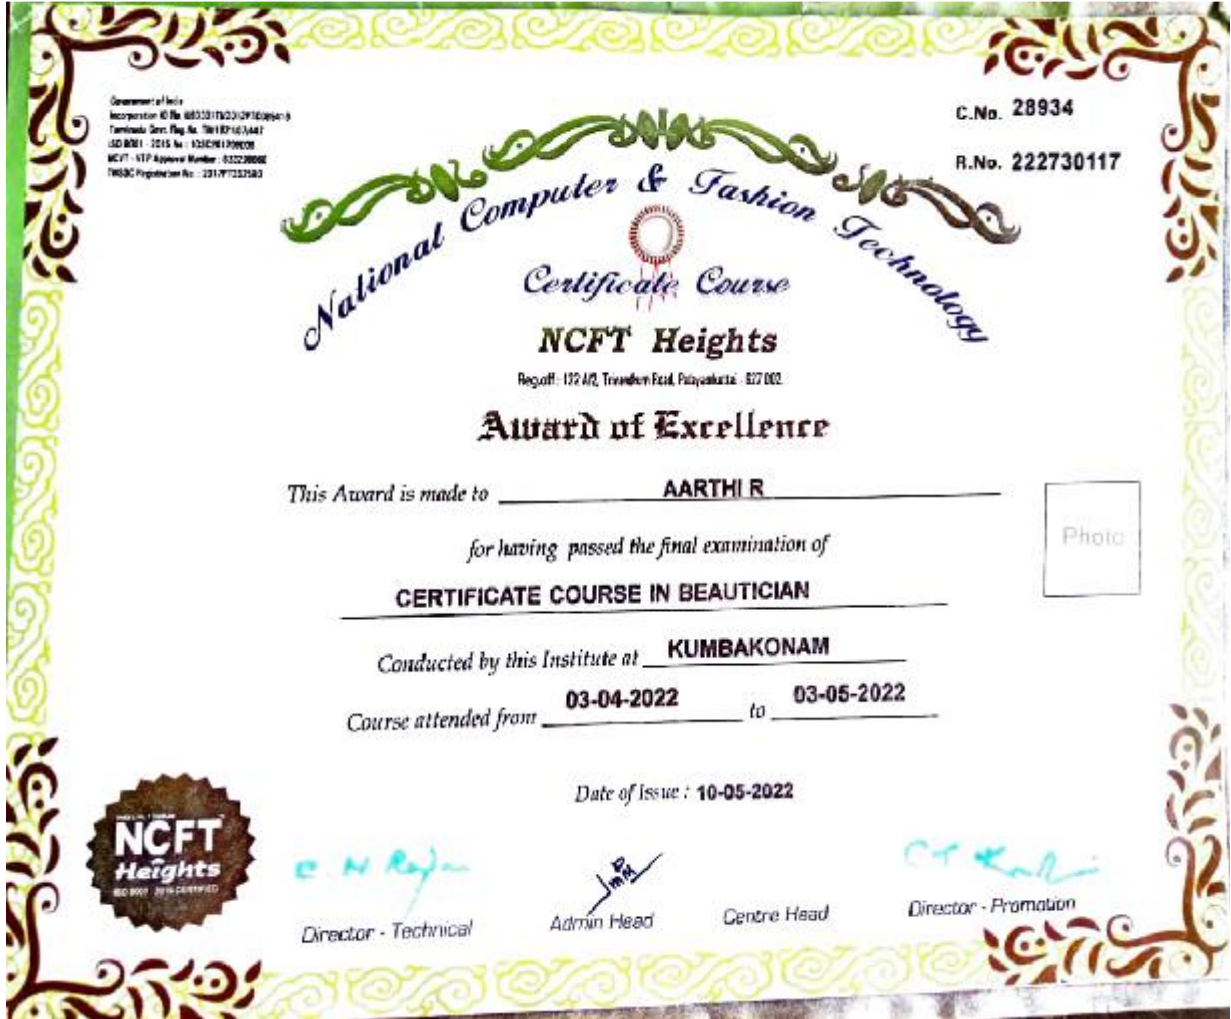 Government of India
C.No. 28934
R.No. 222730117
National Computer & Fashion Technology
Certificate Course
NCFT Heights
Award of Excellence
This Award is made to AARTHI R
Photo
for having passed the final examination of
CERTIFICATE COURSE IN BEAUTICIAN
Conducted by this Institute at KUMBAKONAM
Course attended from 03-04-2022 to 03-05-2022
Date of Issue : 10-05-2022
NCFT
Heights
Director - Technical
Admin Head
Centre Head
Director - Promotion